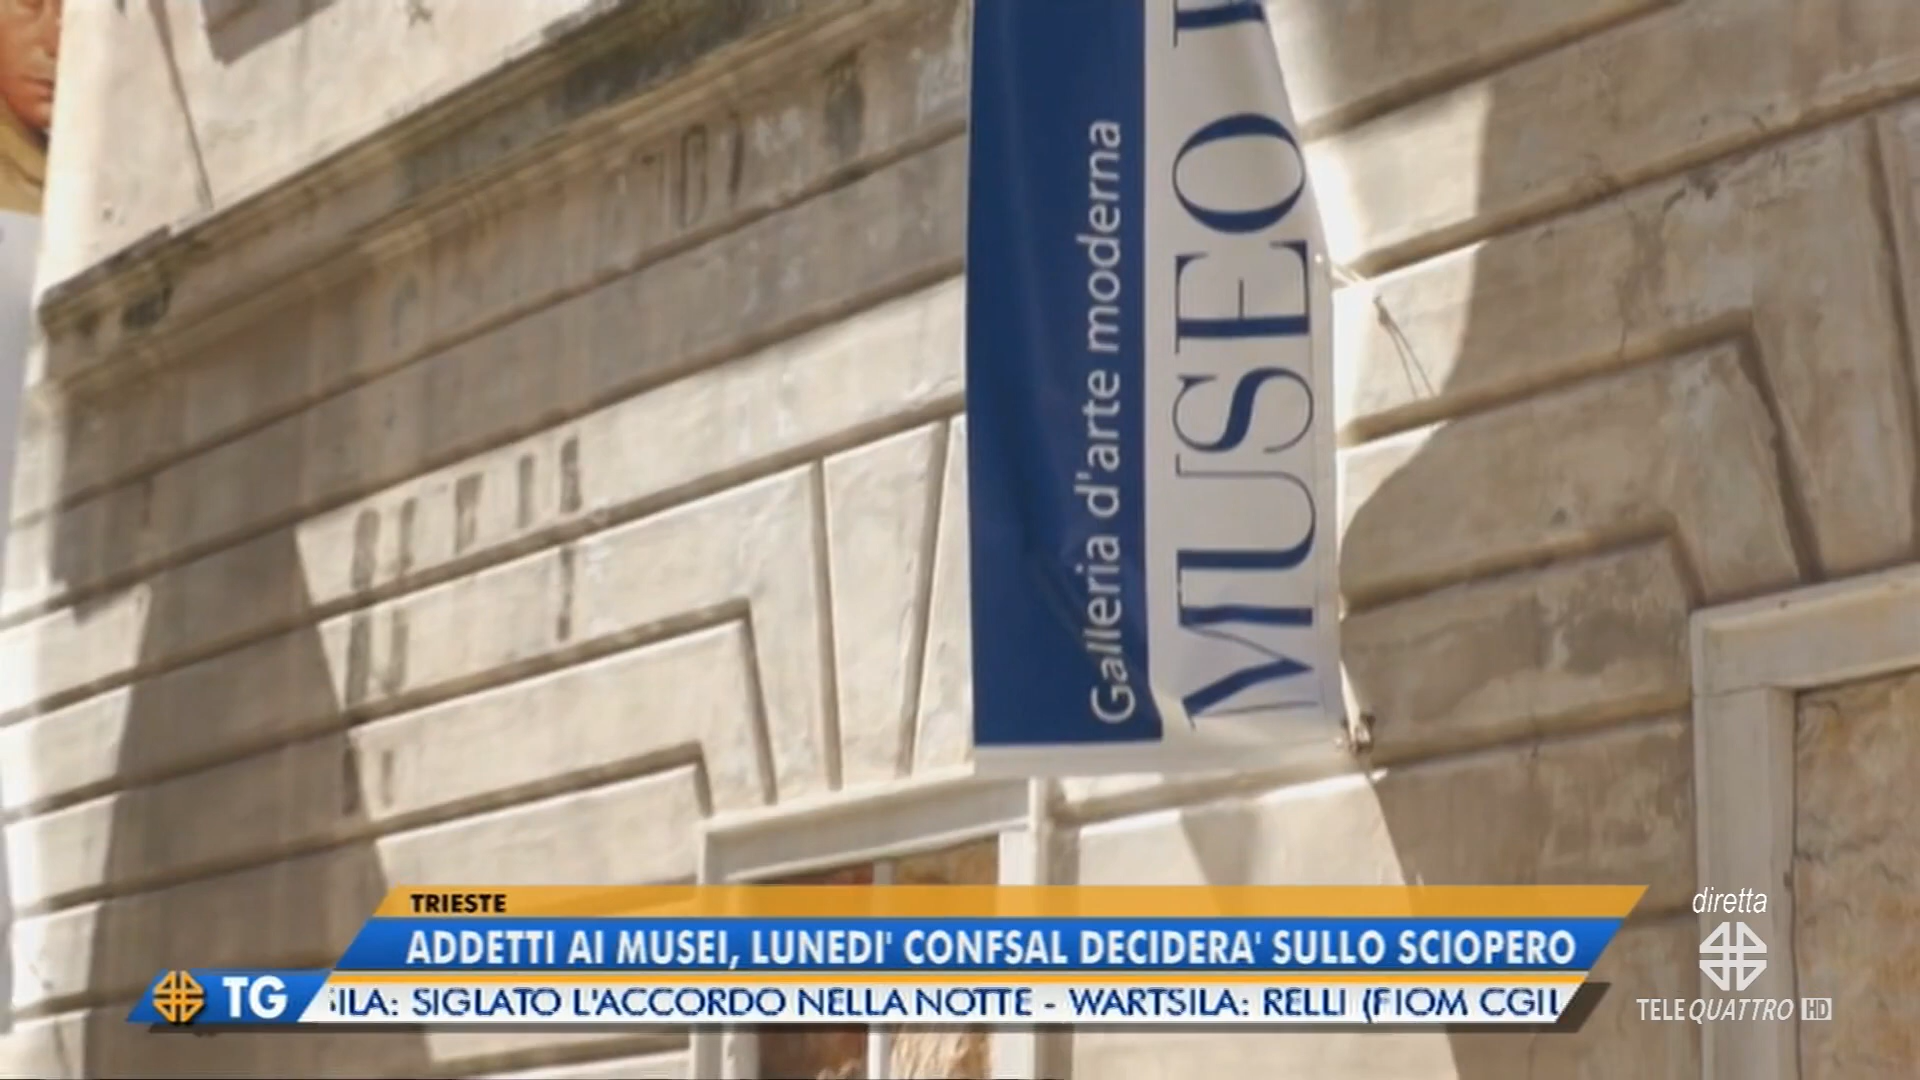 Galleria d'arte moderna
MUSEO
TRIESTE
ADDETTI AI MUSEI, LUNEDI' CONFSAL DECIDERA' SULLO SCIOPERO
TG
SILA: SIGLATO L'ACCORDO NELLA NOTTE - WARTSILA: RELLI (FIOM CGIL
diretta
TELEQUATTRO HD